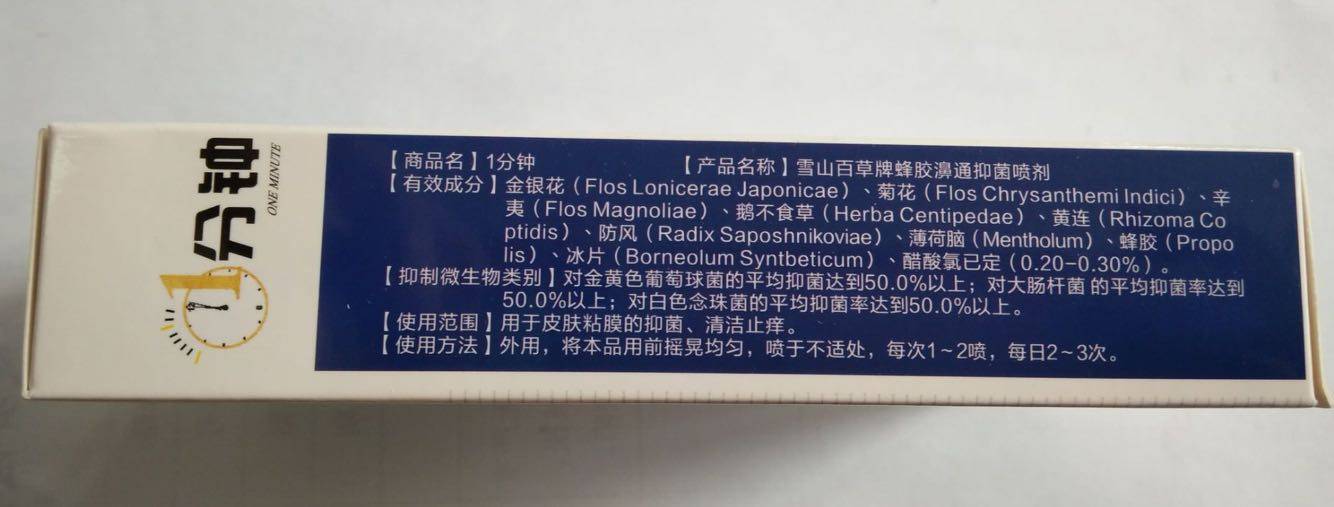 1分钟
ONE MINUTE
【商品名】1分钟 【产品名称】雪山百草牌蜂胶濞通抑菌喷剂
【有效成分】金银花（Flos Lonicerae Japonicae）、菊花（Flos Chrysanthemi Indici）、辛
夷（Flos Magnoliae）、鹅不食草（Herba Centipedae）、黄连（Rhizoma Co
ptidis）、防风（Radix Saposhnikoviae）、薄荷脑（Mentholum）、蜂胶（Propo
lis）、冰片（Borneolum Syntbeticum）、醋酸氯已定（0.20-0.30%）。
【抑制微生物类别】对金黄色葡萄球菌的平均抑菌达到50.0%以上；对大肠杆菌 的平均抑菌率达到
50.0%以上；对白色念珠菌的平均抑菌率达到50.0%以上。
【使用范围】用于皮肤粘膜的抑菌、清洁止痒。
【使用方法】外用，将本品用前摇晃均匀，喷于不适处，每次1~2喷，每日2~3次。